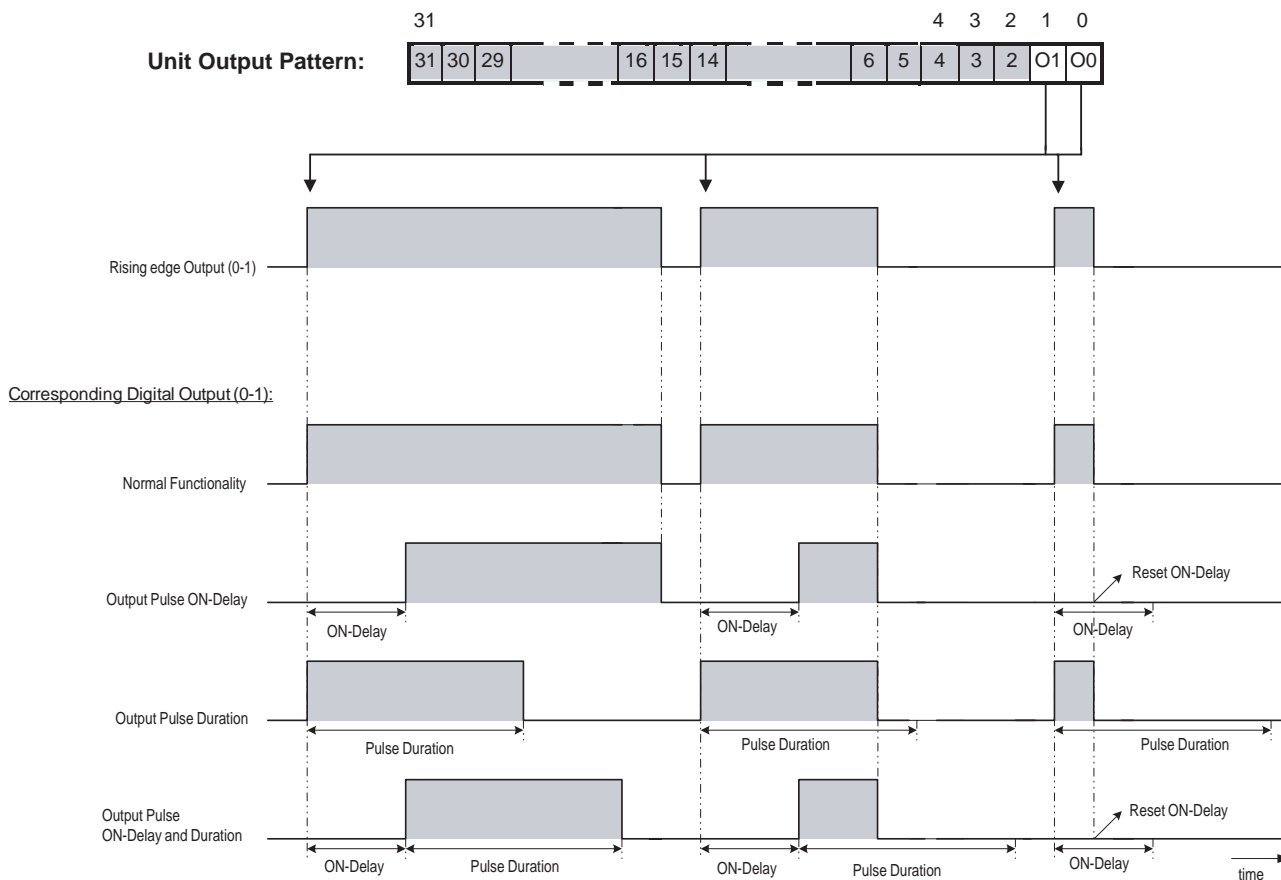 31 4 3 2 1 0
Unit Output Pattern: 31 30 29 16 15 14 6 5 4 3 2 O1 O0
Rising edge Output (0-1)
Corresponding Digital Output (0-1):
Normal Functionality
Reset ON-Delay
Output Pulse ON-Delay
ON-Delay ON-Delay ON-Delay
Output Pulse Duration
Pulse Duration Pulse Duration Pulse Duration
Output Pulse
ON-Delay and Duration
Reset ON-Delay
ON-Delay Pulse Duration ON-Delay Pulse Duration ON-Delay
time